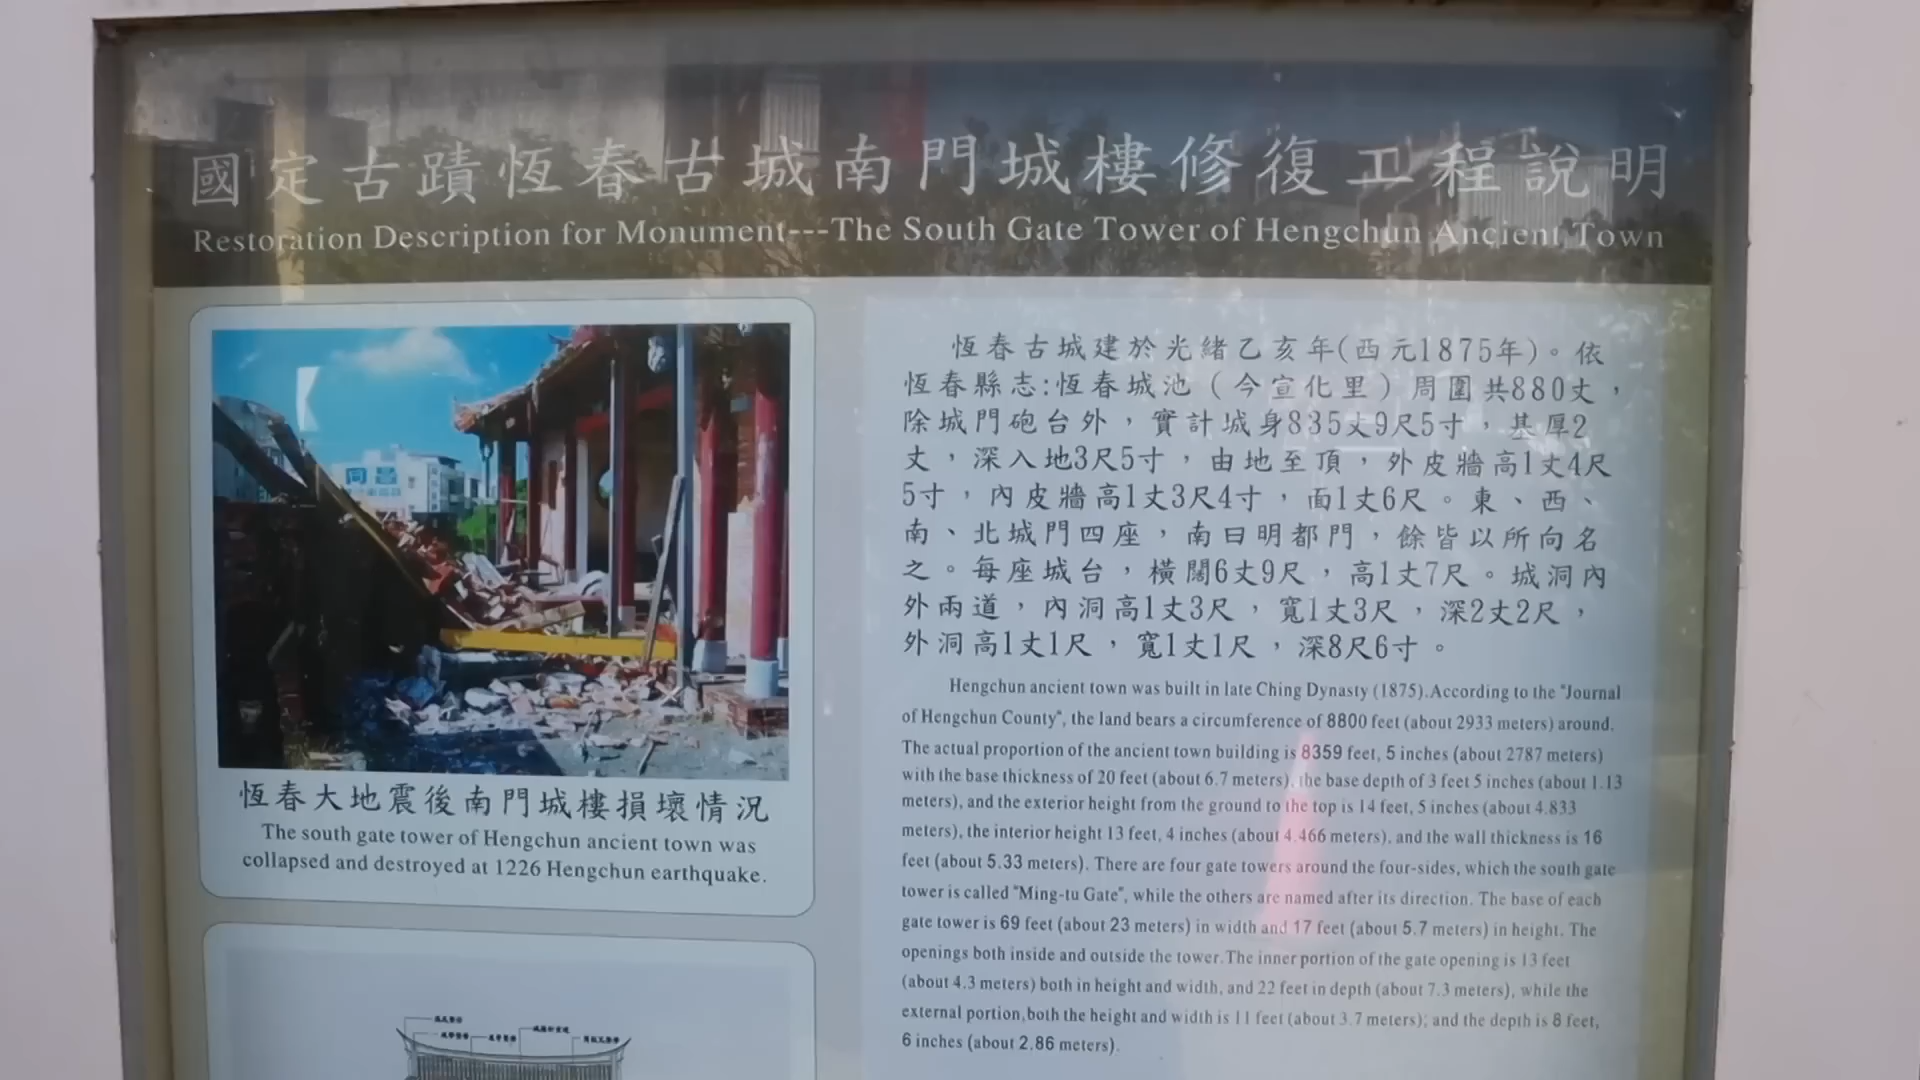 國定古蹟恆春古城南門城樓修復工程說明
Restoration Description for Monument---The South Gate Tower of Hengchun Ancient Town
恆春大地震後南門城樓損壞情況
The south gate tower of Hengchun ancient town was
collapsed and destroyed at 1226 Hengchun earthquake.
恆春古城建於光緒乙亥年(西元1875年)。依
恆春縣志:恆春城池（今宣化里）周圍共880丈，
除城門砲台外，實計城身835丈9尺5寸，基厚2
丈，深入地3尺5寸，由地至頂，外皮牆高1丈4尺
5寸，內皮牆高1丈3尺4寸，面1丈6尺。東、西、
南、北城門四座，南曰明都門，餘皆以所向名
之。每座城台，橫闊6丈9尺，高1丈7尺。城洞內
外兩道，內洞高1丈3尺，寬1丈3尺，深2丈2尺，
外洞高1丈1尺，寬1丈1尺，深8尺6寸。
Hengchun ancient town was built in late Ching Dynasty (1875).According to the "Journal
of Hengchun County", the land bears a circumference of 8800 feet (about 2933 meters) around.
The actual proportion of the ancient town building is 8359 feet, 5 inches (about 2787 meters)
with the base thickness of 20 feet (about 6.7 meters), the base depth of 3 feet 5 inches (about 1.13
meters), and the exterior height from the ground to the top is 14 feet, 5 inches (about 4.833
meters), the interior height 13 feet, 4 inches (about 4.466 meters), and the wall thickness is 16
feet (about 5.33 meters). There are four gate towers around the four-sides, which the south gate
tower is called "Ming-tu Gate", while the others are named after its direction. The base of each
gate tower is 69 feet (about 23 meters) in width and 17 feet (about 5.7 meters) in height. The
openings both inside and outside the tower.The inner portion of the gate opening is 13 feet
(about 4.3 meters) both in height and width, and 22 feet in depth (about 7.3 meters), while the
external portion,both the height and width is 11 feet (about 3.7 meters); and the depth is 8 feet,
6 inches (about 2.86 meters).